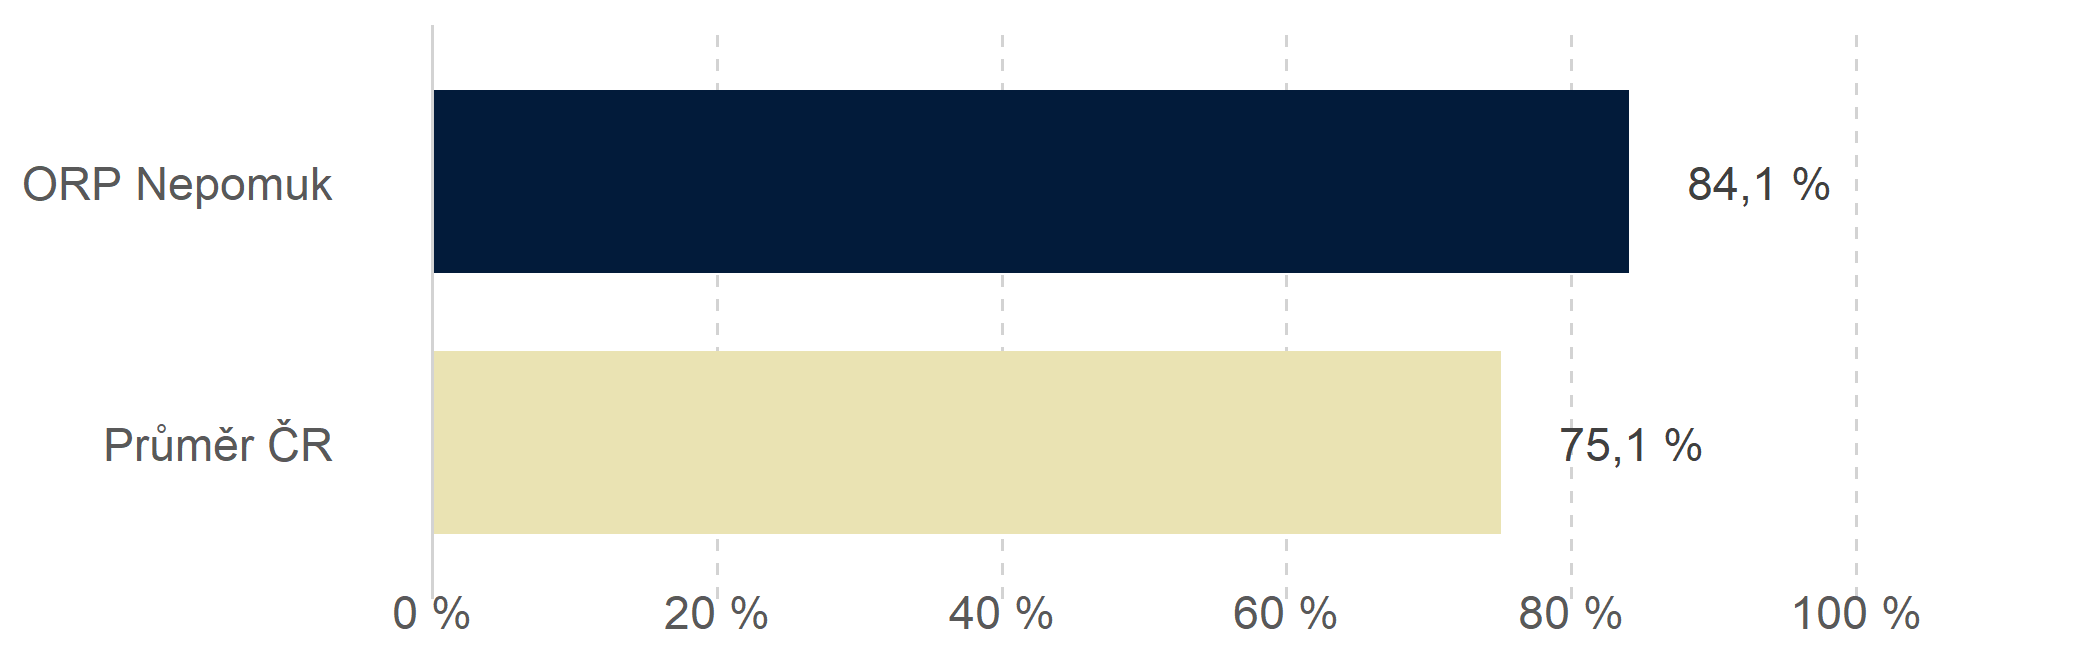 ORP Nepomuk
84,1 %
Průměr ČR
75,1 %
0 % 20 % 40 % 60 % 80 % 100 %